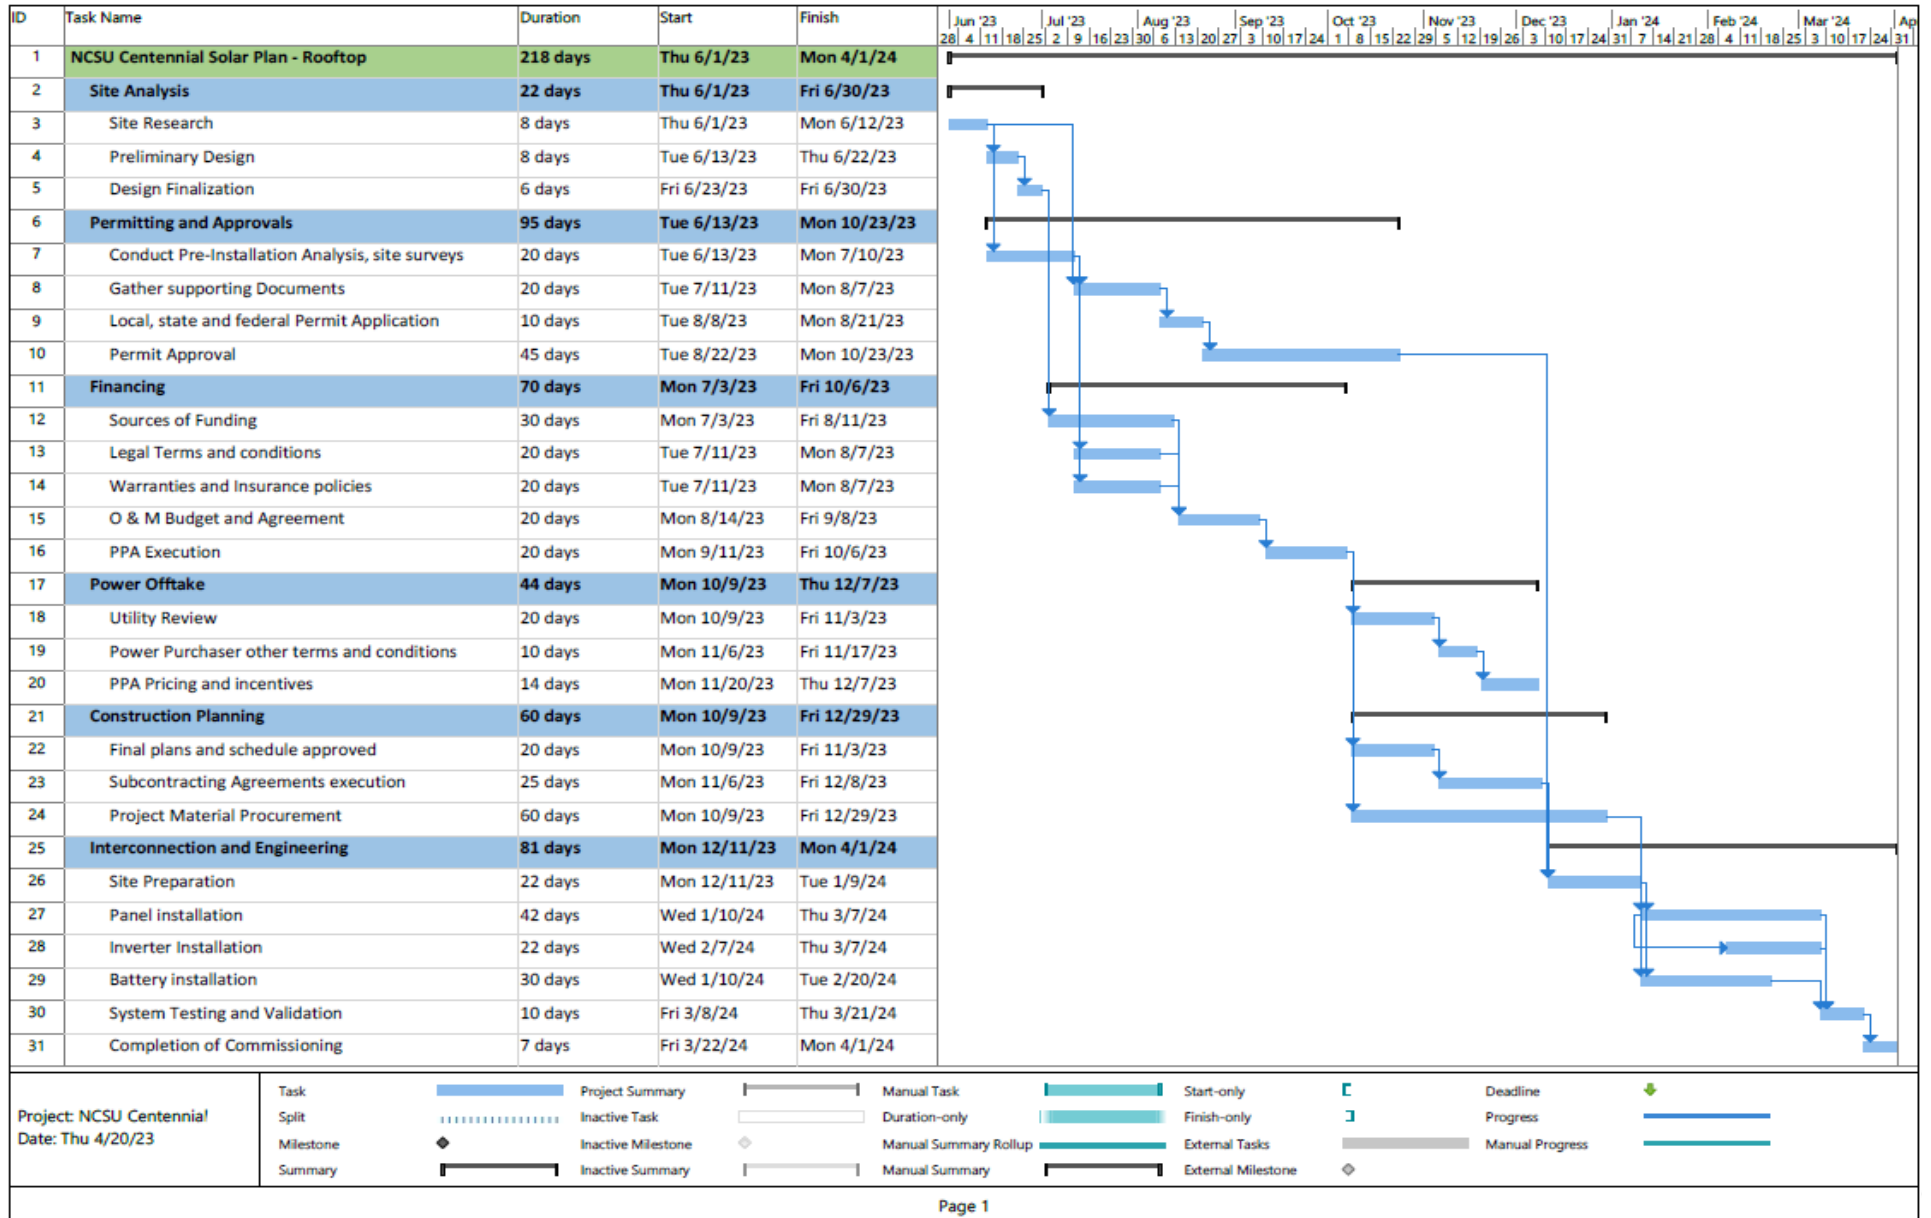 ID Task Name Duration Start Finish
Jun '23 Jul '23 Aug '23 Sep '23 Oct '23 Nov '23 Dec '23 Jan '24 Feb '24 Mar '24 Ap
28 4 11 18 25 2 9 16 23 30 6 13 20 27 3 10 17 24 1 8 15 22 29 5 12 19 26 3 10 17 24 31 7 14 21 28 4 11 18 25 3 10 17 24 31
1 NCSU Centennial Solar Plan - Rooftop 218 days Thu 6/1/23 Mon 4/1/24
2 Site Analysis 22 days Thu 6/1/23 Fri 6/30/23
3 Site Research 8 days Thu 6/1/23 Mon 6/12/23
4 Preliminary Design 8 days Tue 6/13/23 Thu 6/22/23
5 Design Finalization 6 days Fri 6/23/23 Fri 6/30/23
6 Permitting and Approvals 95 days Tue 6/13/23 Mon 10/23/23
7 Conduct Pre-Installation Analysis, site surveys 20 days Tue 6/13/23 Mon 7/10/23
8 Gather supporting Documents 20 days Tue 7/11/23 Mon 8/7/23
9 Local, state and federal Permit Application 10 days Tue 8/8/23 Mon 8/21/23
10 Permit Approval 45 days Tue 8/22/23 Mon 10/23/23
11 Financing 70 days Mon 7/3/23 Fri 10/6/23
12 Sources of Funding 30 days Mon 7/3/23 Fri 8/11/23
13 Legal Terms and conditions 20 days Tue 7/11/23 Mon 8/7/23
14 Warranties and Insurance policies 20 days Tue 7/11/23 Mon 8/7/23
15 O & M Budget and Agreement 20 days Mon 8/14/23 Fri 9/8/23
16 PPA Execution 20 days Mon 9/11/23 Fri 10/6/23
17 Power Offtake 44 days Mon 10/9/23 Thu 12/7/23
18 Utility Review 20 days Mon 10/9/23 Fri 11/3/23
19 Power Purchaser other terms and conditions 10 days Mon 11/6/23 Fri 11/17/23
20 PPA Pricing and incentives 14 days Mon 11/20/23 Thu 12/7/23
21 Construction Planning 60 days Mon 10/9/23 Fri 12/29/23
22 Final plans and schedule approved 20 days Mon 10/9/23 Fri 11/3/23
23 Subcontracting Agreements execution 25 days Mon 11/6/23 Fri 12/8/23
24 Project Material Procurement 60 days Mon 10/9/23 Fri 12/29/23
25 Interconnection and Engineering 81 days Mon 12/11/23 Mon 4/1/24
26 Site Preparation 22 days Mon 12/11/23 Tue 1/9/24
27 Panel installation 42 days Wed 1/10/24 Thu 3/7/24
28 Inverter Installation 22 days Wed 2/7/24 Thu 3/7/24
29 Battery installation 30 days Wed 1/10/24 Tue 2/20/24
30 System Testing and Validation 10 days Fri 3/8/24 Thu 3/21/24
31 Completion of Commissioning 7 days Fri 3/22/24 Mon 4/1/24
Project: NCSU Centennial
Date: Thu 4/20/23
Task Project Summary Manual Task Start-only Deadline
Split Inactive Task Duration-only Finish-only Progress
Milestone Inactive Milestone Manual Summary Rollup External Tasks Manual Progress
Summary Inactive Summary Manual Summary External Milestone
Page 1